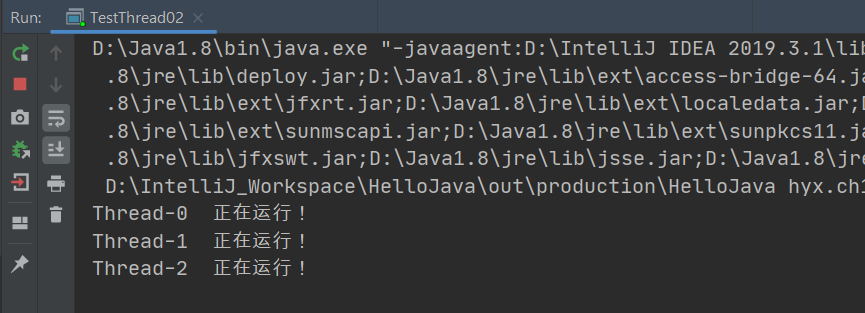 Run: TestThread02
D:\Java1.8\bin\java.exe "-javaagent:D:\IntelliJ IDEA 2019.3.1\lib
.8\jre\lib\deploy.jar;D:\Java1.8\jre\lib\ext\access-bridge-64.ja
.8\jre\lib\ext\jfxrt.jar;D:\Java1.8\jre\lib\ext\localedata.jar;D
.8\jre\lib\ext\sunmscapi.jar;D:\Java1.8\jre\lib\ext\sunpkcs11.ja
.8\jre\lib\jfxswt.jar;D:\Java1.8\jre\lib\jsse.jar;D:\Java1.8\jre
D:\IntelliJ_Workspace\HelloJava\out\production\HelloJava hyx.ch1
Thread-0 正在运行！
Thread-1 正在运行！
Thread-2 正在运行！